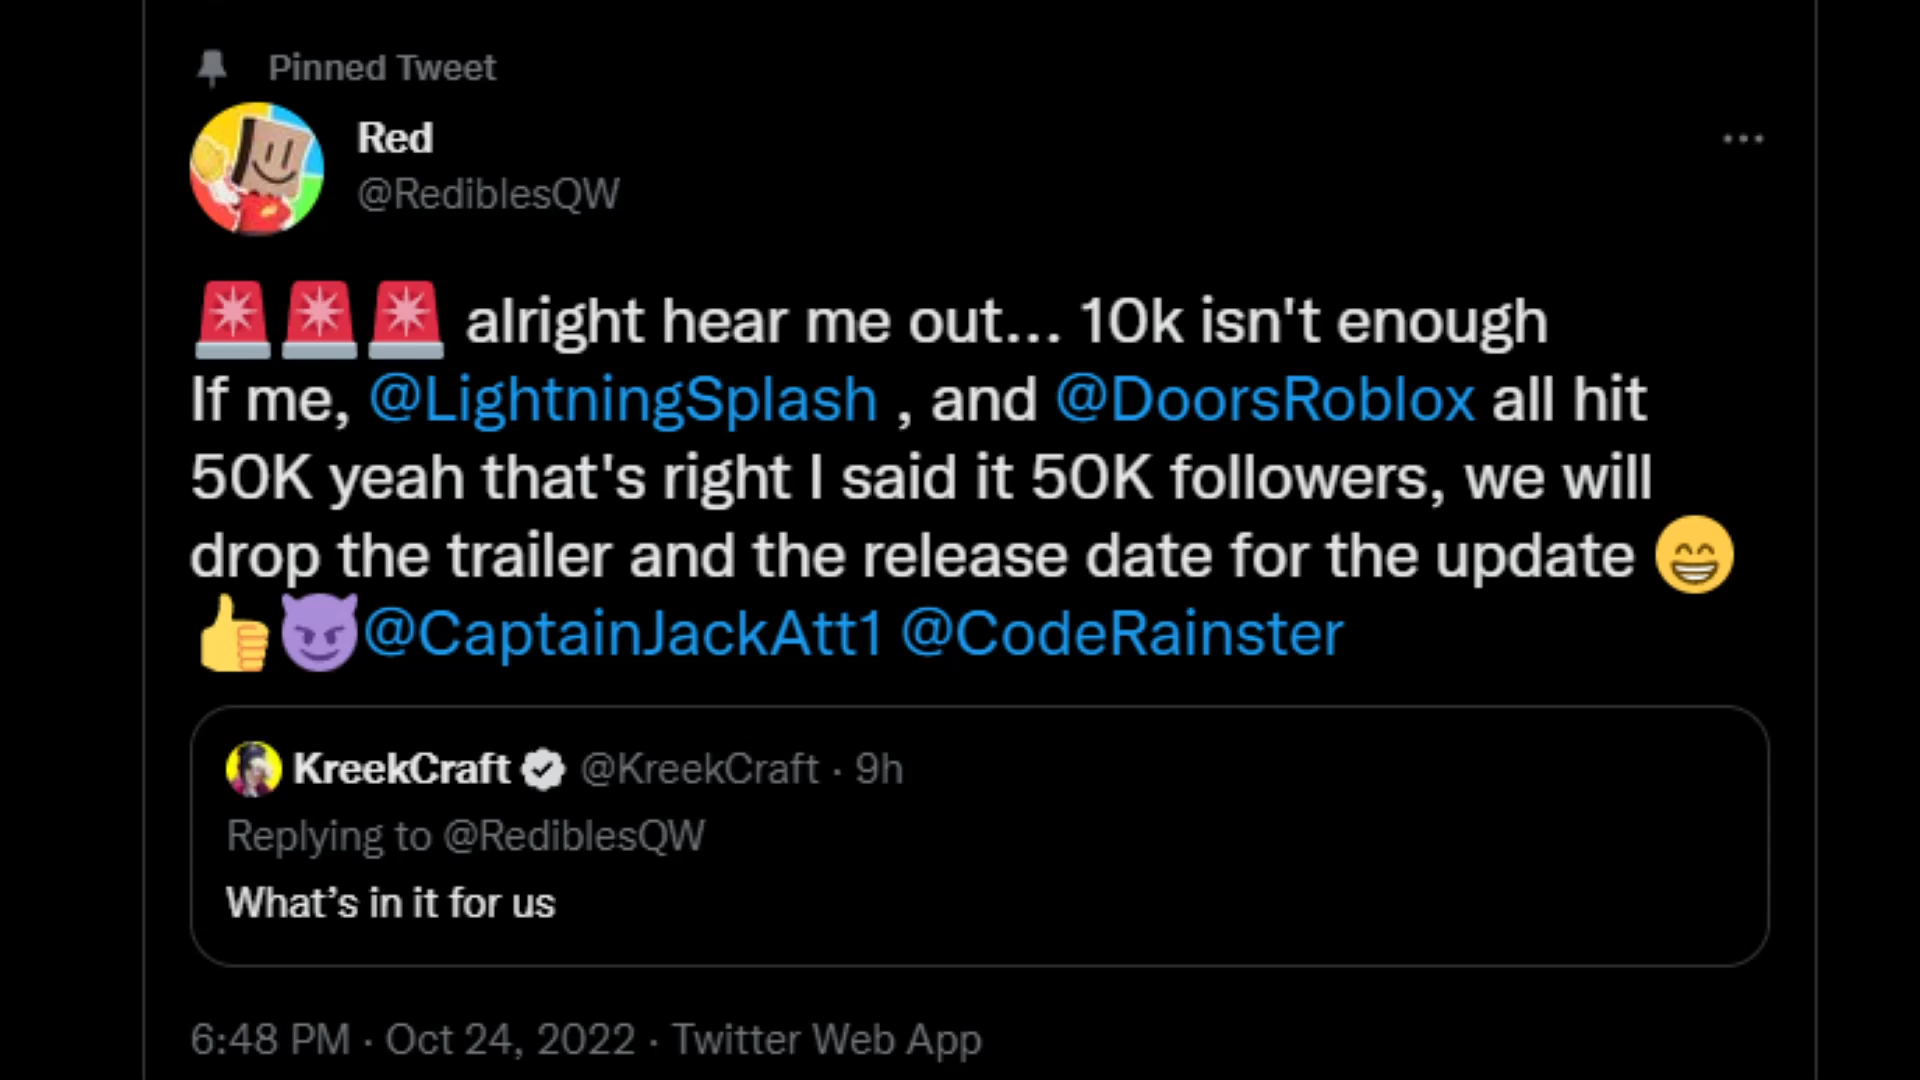 Pinned Tweet
Red
@RediblesQW
🚨🚨🚨 alright hear me out... 10k isn't enough
If me, @LightningSplash , and @DoorsRoblox all hit
50K yeah that's right I said it 50K followers, we will
drop the trailer and the release date for the update 😁
👍😈@CaptainJackAtt1 @CodeRainster
KreekCraft @KreekCraft · 9h
Replying to @RediblesQW
What’s in it for us
6:48 PM · Oct 24, 2022 · Twitter Web App